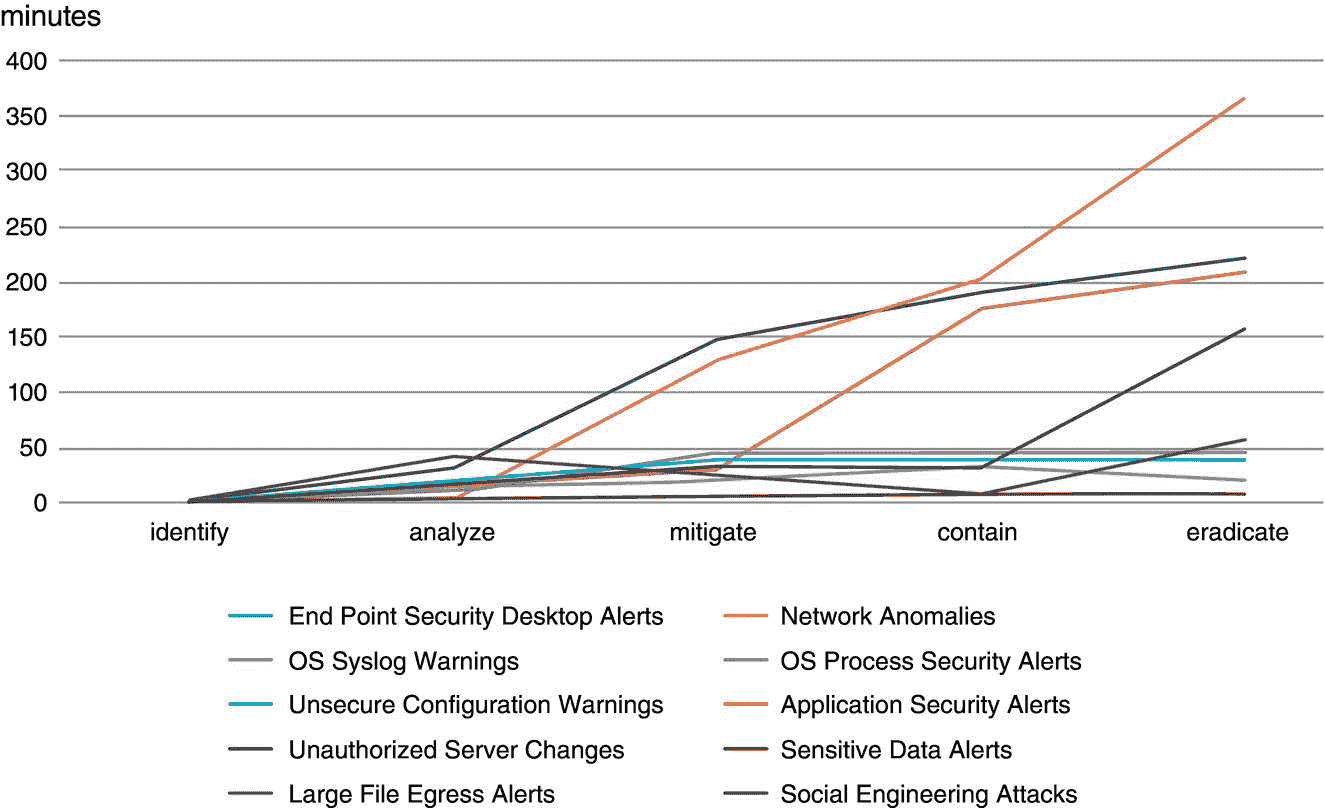 minutes
400
350
300
250
200
150
100
50
0
identify analyze mitigate contain eradicate
End Point Security Desktop Alerts Network Anomalies
OS Syslog Warnings OS Process Security Alerts
Unsecure Configuration Warnings Application Security Alerts
Unauthorized Server Changes Sensitive Data Alerts
Large File Egress Alerts Social Engineering Attacks